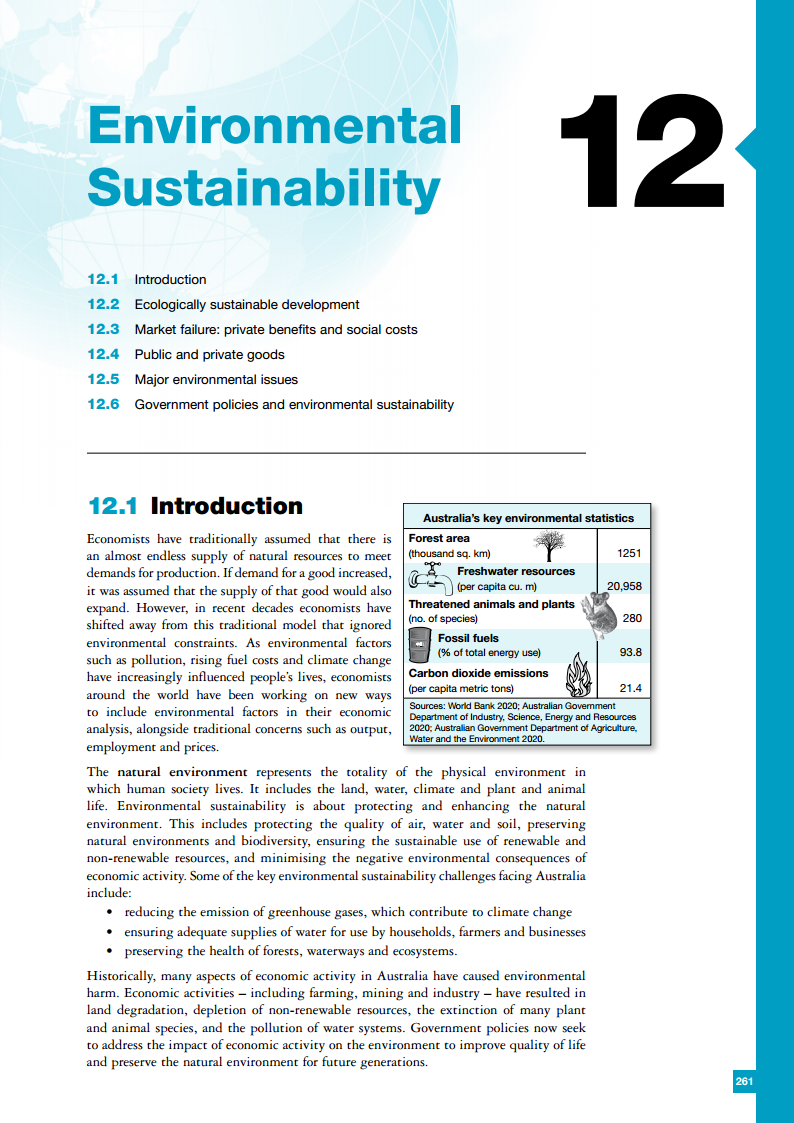 Environmental
Sustainability
12
12.1 Introduction
12.2 Ecologically sustainable development
12.3 Market failure: private benefits and social costs
12.4 Public and private goods
12.5 Major environmental issues
12.6 Government policies and environmental sustainability
12.1 Introduction
Economists have traditionally assumed that there is
an almost endless supply of natural resources to meet
demands for production. If demand for a good increased,
it was assumed that the supply of that good would also
expand. However, in recent decades economists have
shifted away from this traditional model that ignored
environmental constraints. As environmental factors
such as pollution, rising fuel costs and climate change
have increasingly influenced people's lives, economists
around the world have been working on new ways
to include environmental factors in their economic
analysis, alongside traditional concerns such as output,
employment and prices.
Australia's key environmental statistics
Forest area
(thousand sq. km) 1251
Freshwater resources
(per capita cu. m) 20,958
Threatened animals and plants
(no. of species) 280
Fossil fuels
(% of total energy use) 93.8
Carbon dioxide emissions
(per capita metric tons) 21.4
Sources: World Bank 2020; Australian Government
Department of Industry, Science, Energy and Resources
2020; Australian Government Department of Agriculture,
Water and the Environment 2020.
The natural environment represents the totality of the physical environment in
which human society lives. It includes the land, water, climate and plant and animal
life. Environmental sustainability is about protecting and enhancing the natural
environment. This includes protecting the quality of air, water and soil, preserving
natural environments and biodiversity, ensuring the sustainable use of renewable and
non-renewable resources, and minimising the negative environmental consequences of
economic activity. Some of the key environmental sustainability challenges facing Australia
include:
• reducing the emission of greenhouse gases, which contribute to climate change
• ensuring adequate supplies of water for use by households, farmers and businesses
• preserving the health of forests, waterways and ecosystems.
Historically, many aspects of economic activity in Australia have caused environmental
harm. Economic activities – including farming, mining and industry – have resulted in
land degradation, depletion of non-renewable resources, the extinction of many plant
and animal species, and the pollution of water systems. Government policies now seek
to address the impact of economic activity on the environment to improve quality of life
and preserve the natural environment for future generations.
261